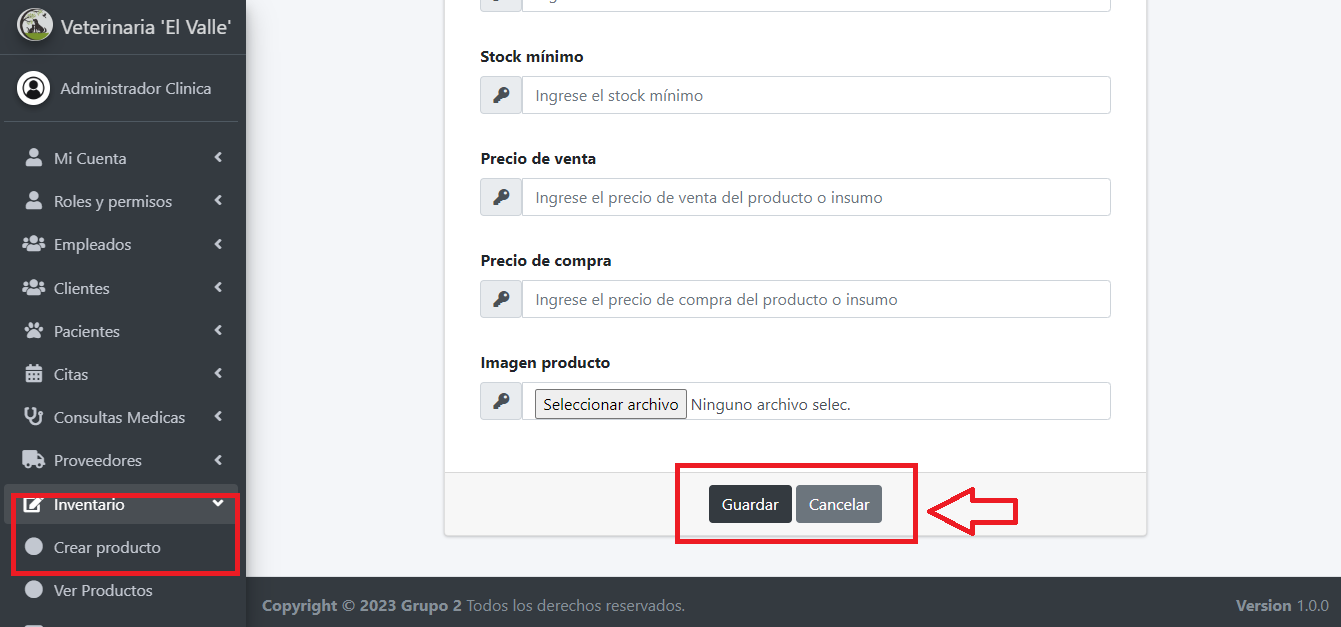 Veterinaria 'El Valle'
Administrador Clinica
Mi Cuenta
Roles y permisos
Empleados
Clientes
Pacientes
Citas
Consultas Medicas
Proveedores
Inventario
Crear producto
Ver Productos
Stock mínimo
Ingrese el stock mínimo
Precio de venta
Ingrese el precio de venta del producto o insumo
Precio de compra
Ingrese el precio de compra del producto o insumo
Imagen producto
Seleccionar archivo Ninguno archivo selec.
Guardar Cancelar
Copyright © 2023 Grupo 2 Todos los derechos reservados.
Version 1.0.0